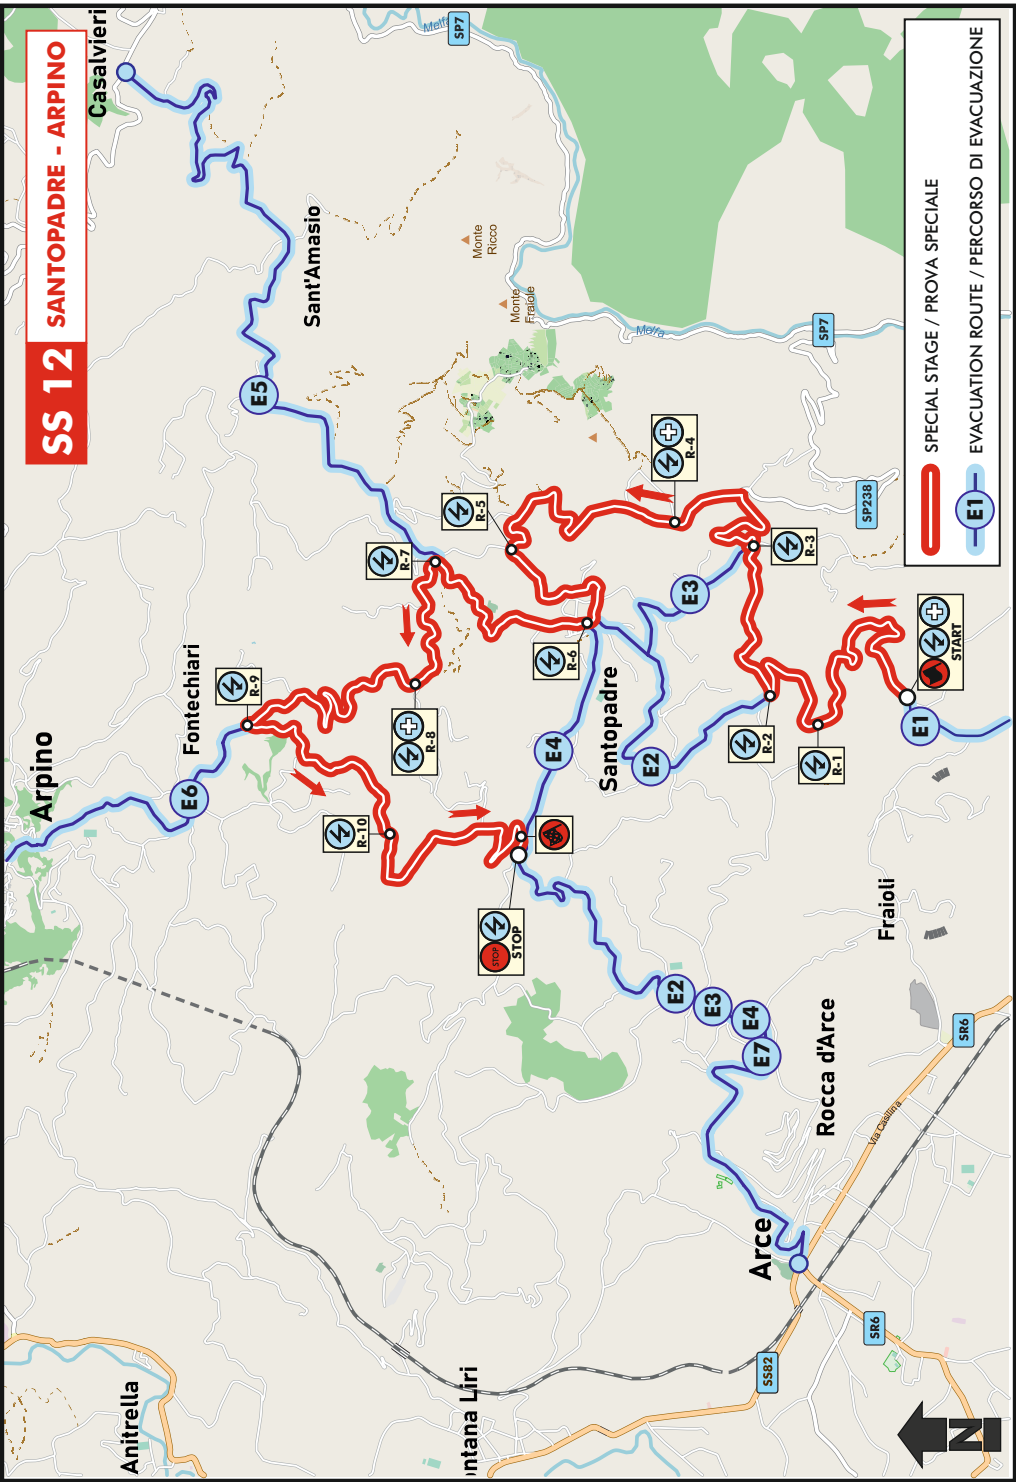 SS 12 SANTOPADRE - ARPINO
SPECIAL STAGE / PROVA SPECIALE
E1
EVACUATION ROUTE / PERCORSO DI EVACUAZIONE
Casalvieri
Sant'Amasio
Monte
Ricco
Monte
Fraiole
Melfa
Melfa
SP7
SP7
SP238
E5
R-7
R-5
R-4
R-3
E3
R-6
START
E1
R-1
R-2
E2
Santopadre
E4
R-8
R-9
Fontechiari
E6
Arpino
R-10
STOP
STOP
E2
E3
E4
E7
Fraioli
Rocca d'Arce
Via Casilina
SR6
SR6
SS82
Arce
Anitrella
ntana Liri
N